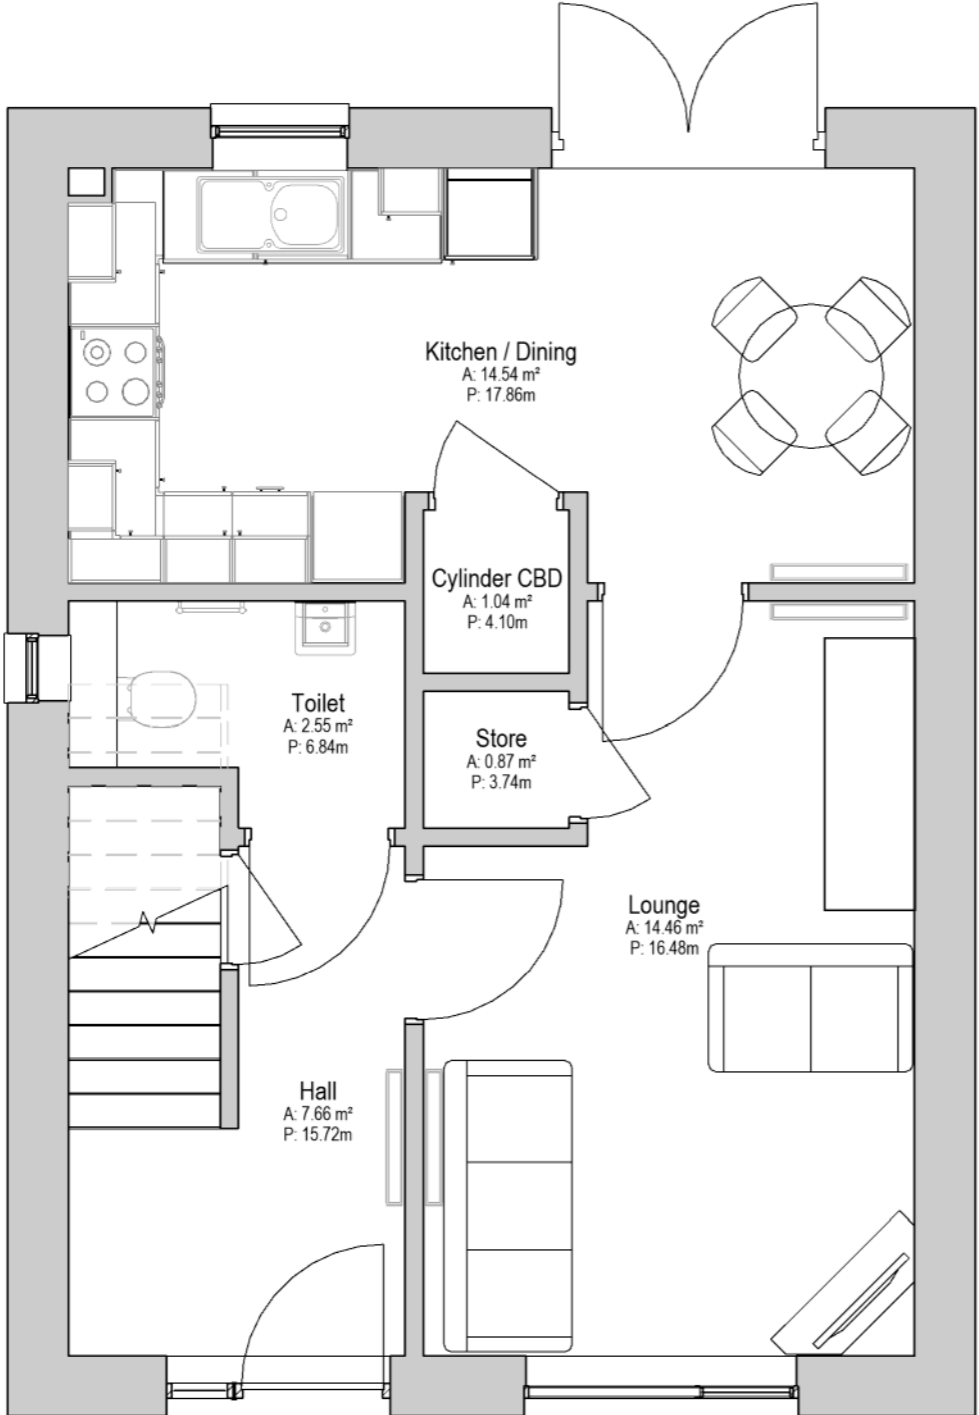 Kitchen / Dining
A: 14.54 m²
P: 17.86m
Cylinder CBD
A: 1.04 m²
P: 4.10m
Toilet
A: 2.55 m²
P: 6.84m
Store
A: 0.87 m²
P: 3.74m
Lounge
A: 14.46 m²
P: 16.48m
Hall
A: 7.66 m²
P: 15.72m